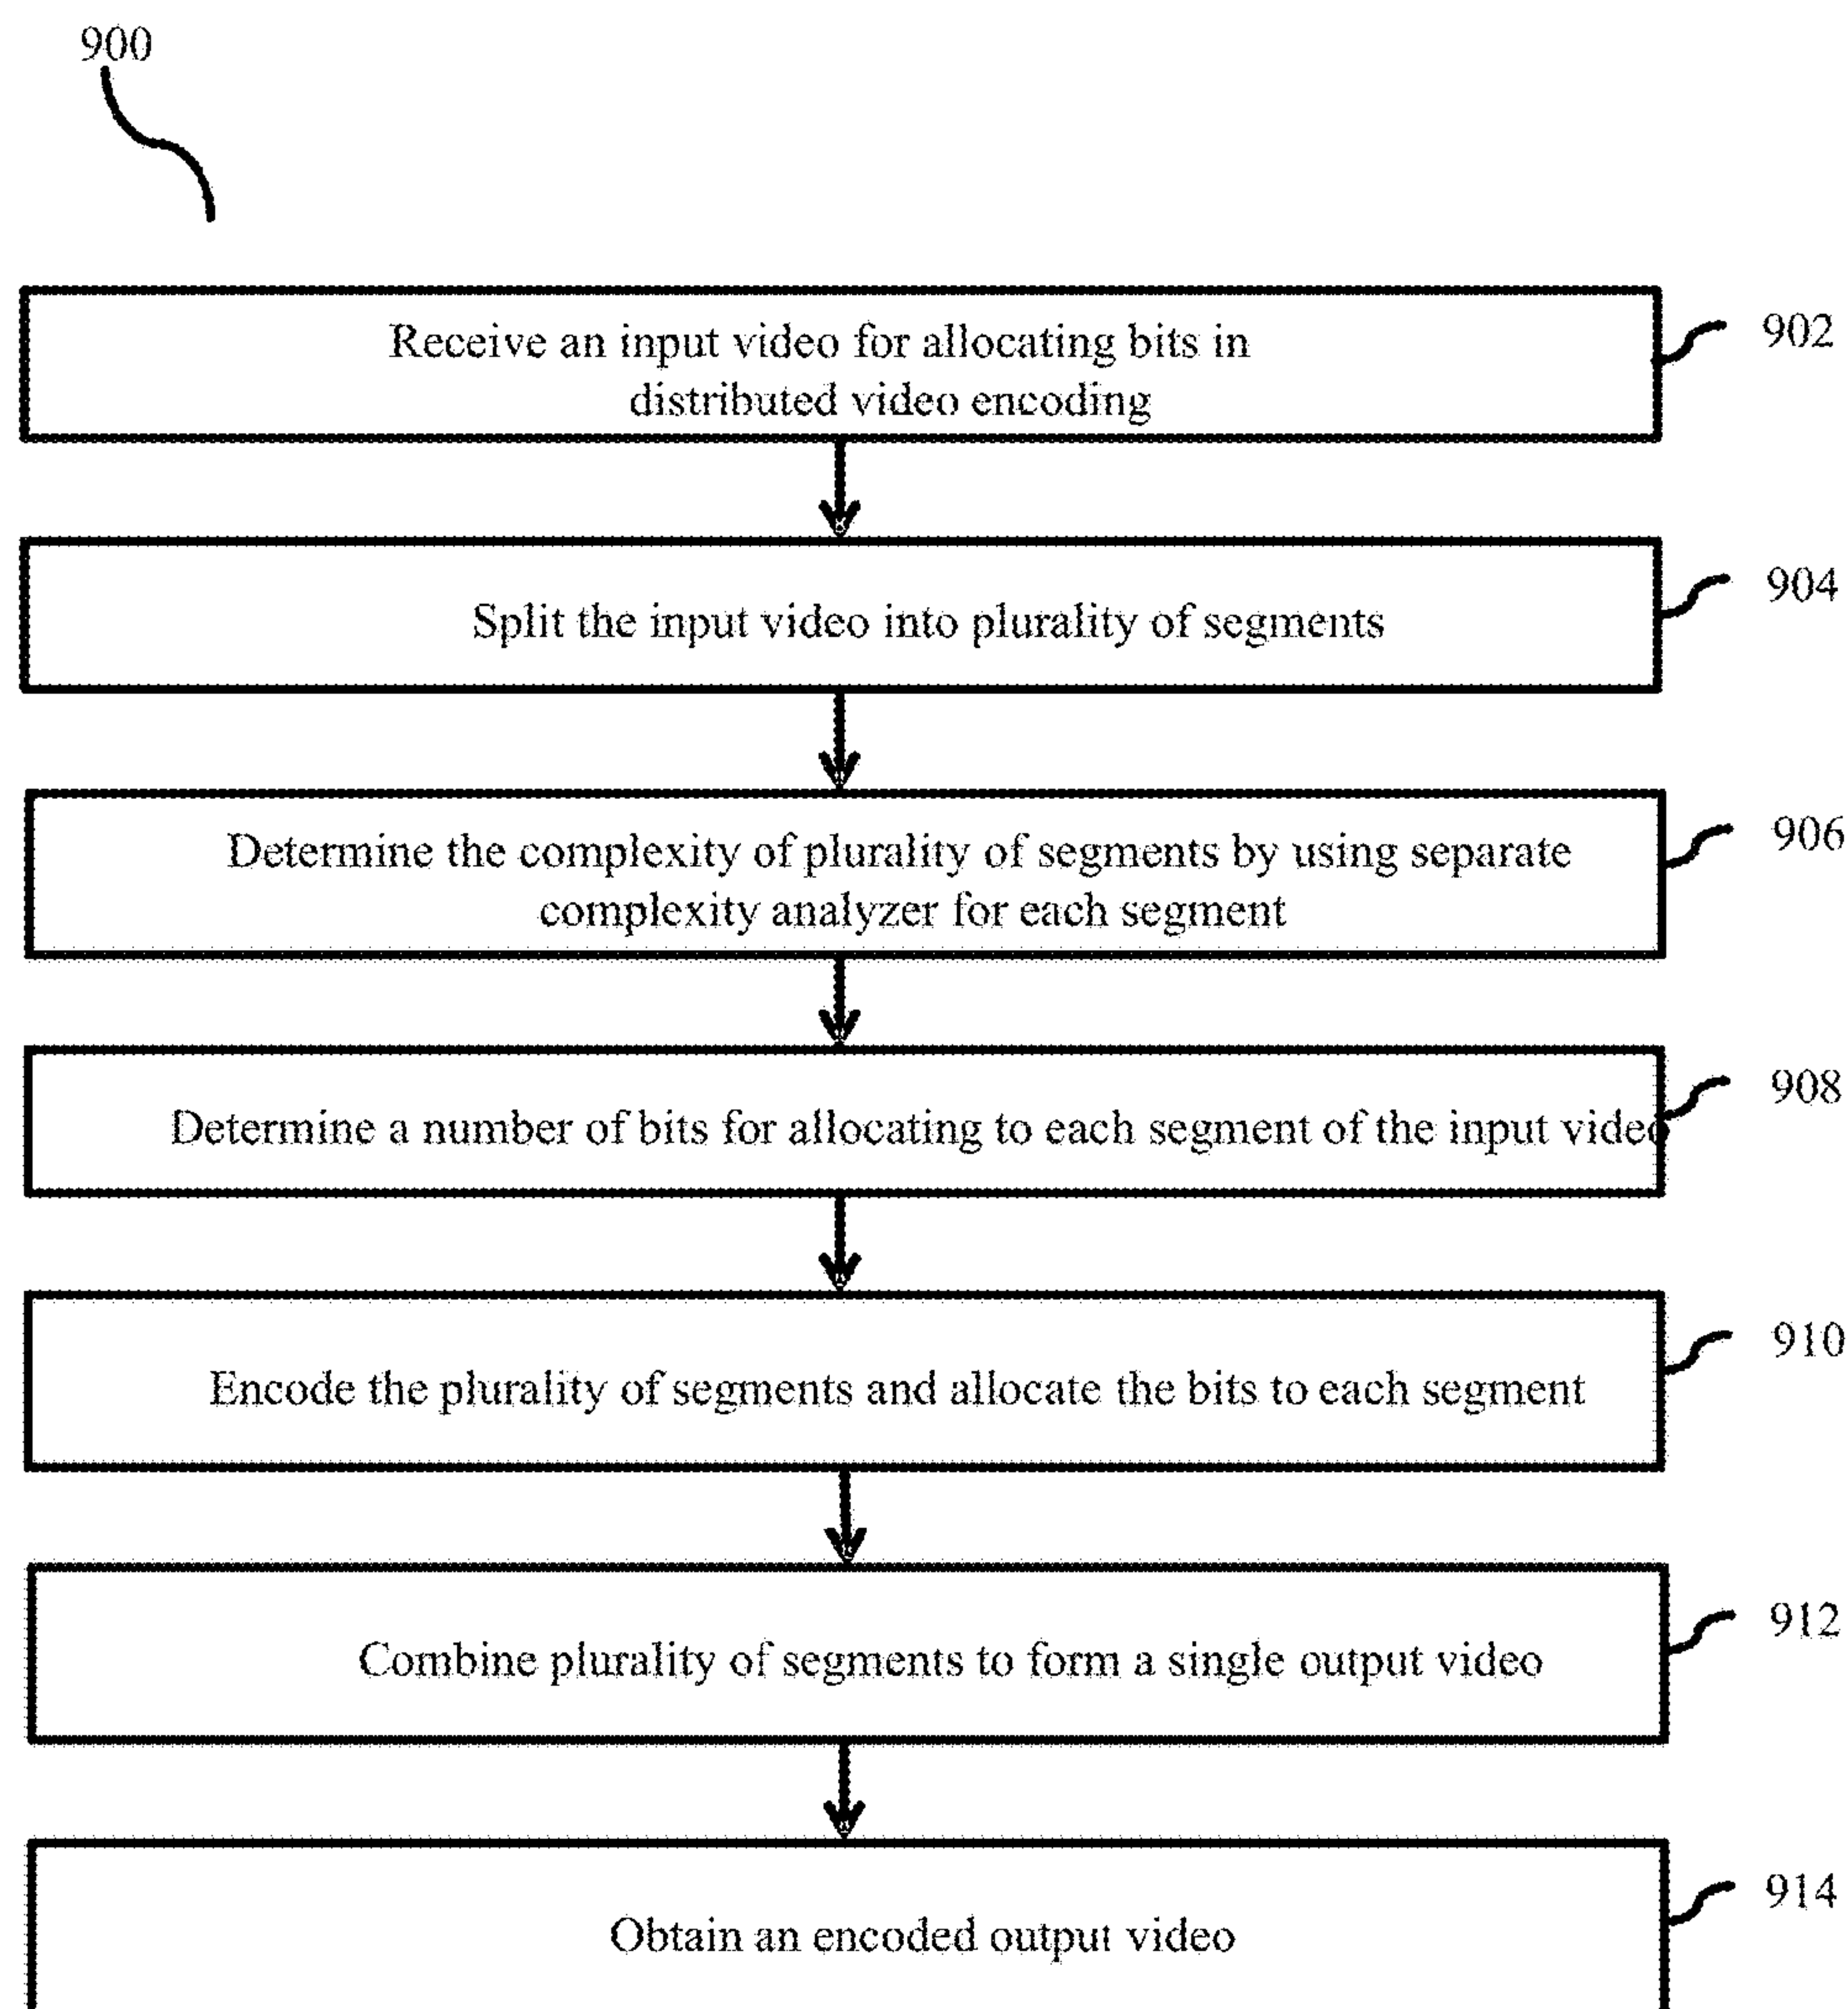 900
Receive an input video for allocating bits in
distributed video encoding
902
Split the input video into plurality of segments
904
Determine the complexity of plurality of segments by using separate
complexity analyzer for each segment
906
Determine a number of bits for allocating to each segment of the input video
908
Encode the plurality of segments and allocate the bits to each segment
910
Combine plurality of segments to form a single output video
912
Obtain an encoded output video
914